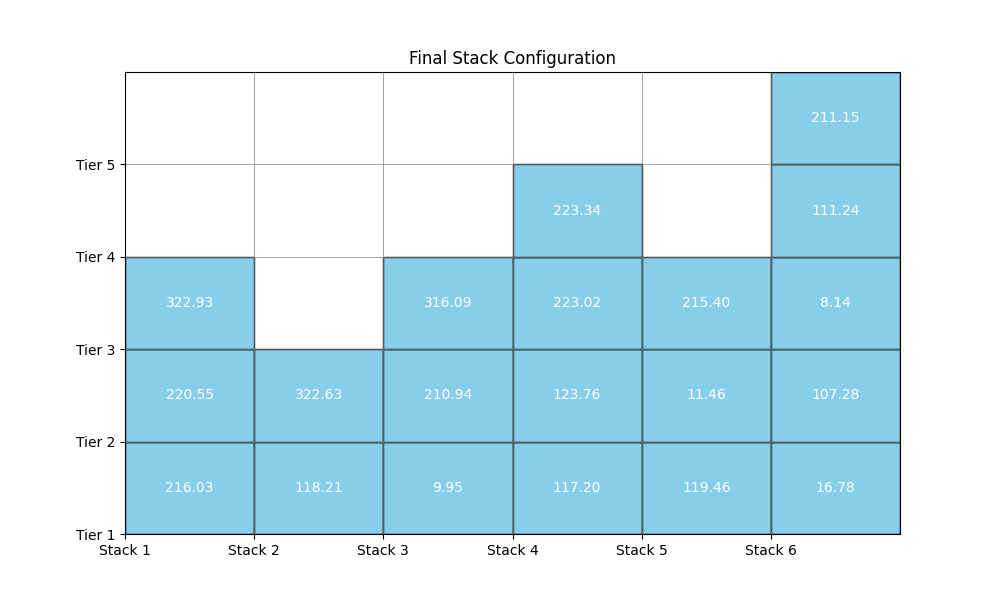 Final Stack Configuration
211.15
Tier 5
223.34 111.24
Tier 4
322.93 316.09 223.02 215.40 8.14
Tier 3
220.55 322.63 210.94 123.76 11.46 107.28
Tier 2
216.03 118.21 9.95 117.20 119.46 16.78
Tier 1
Stack 1 Stack 2 Stack 3 Stack 4 Stack 5 Stack 6